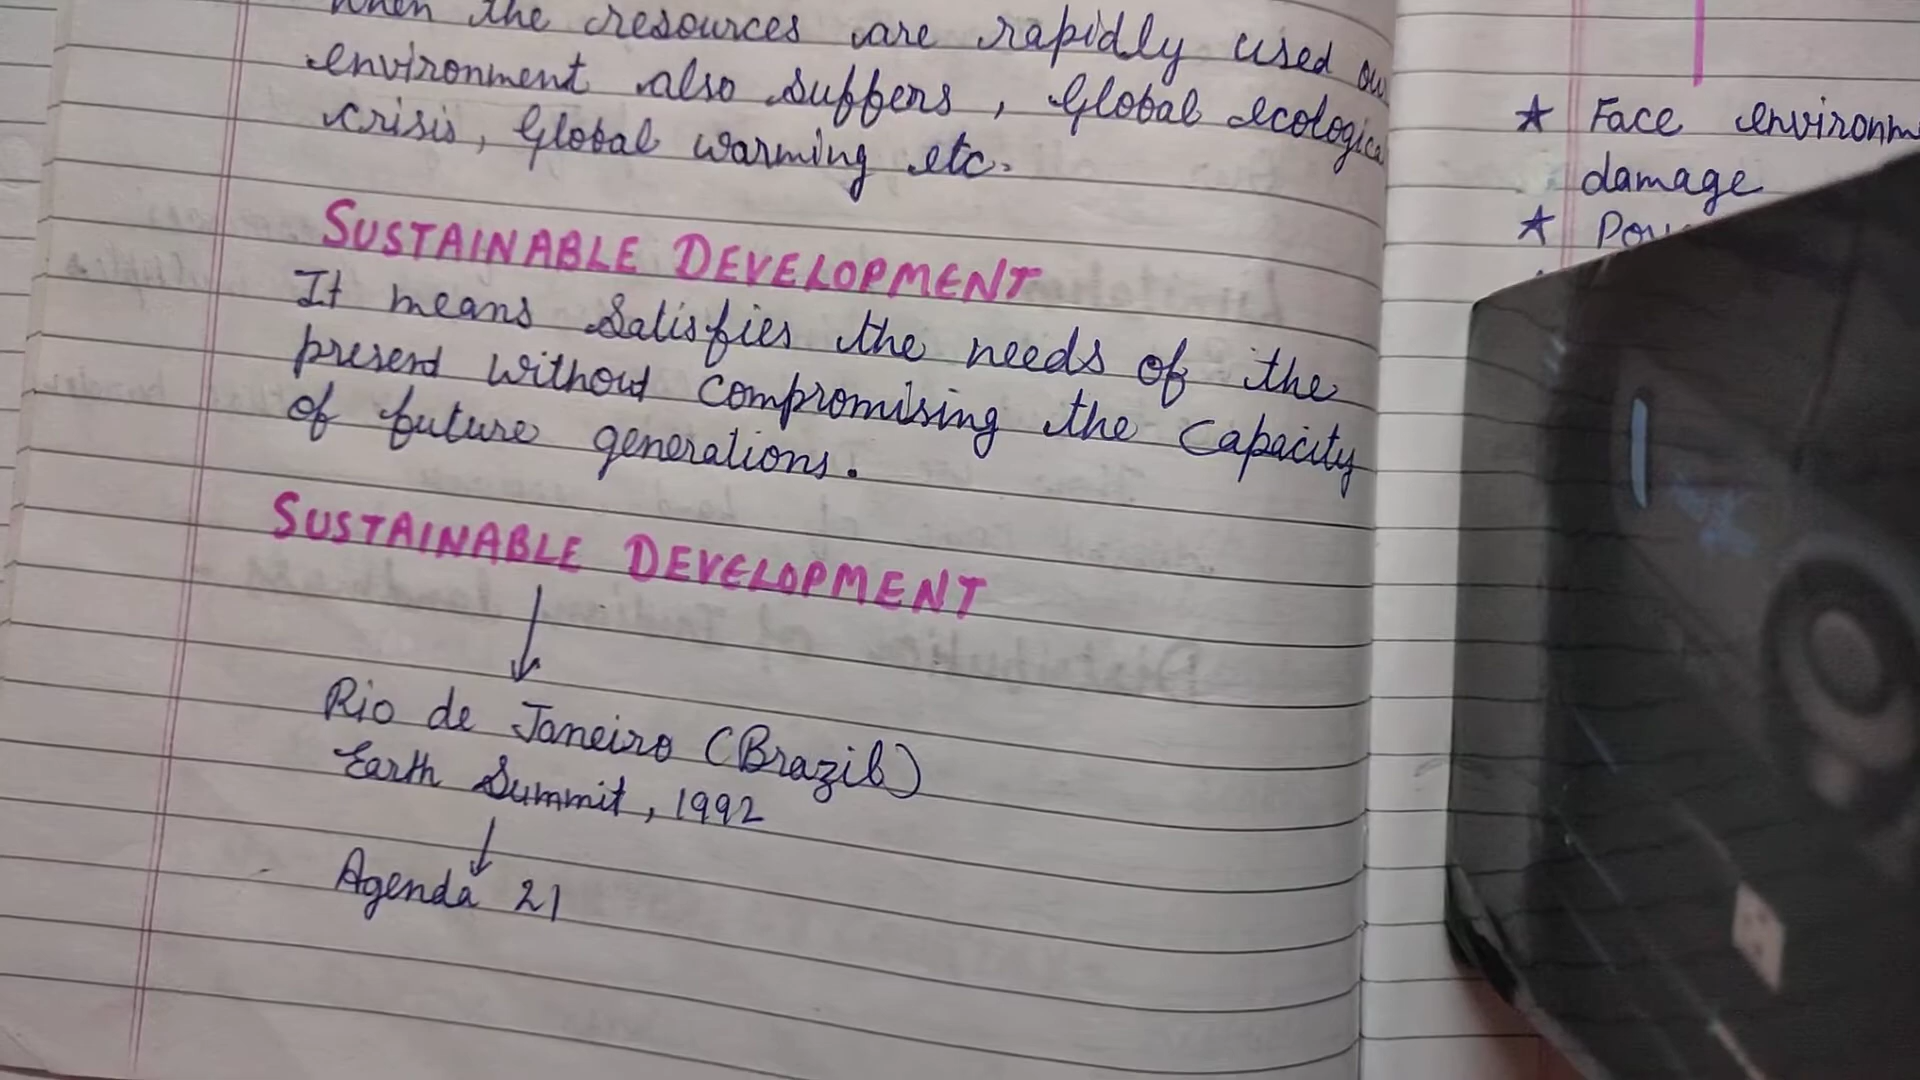 When the resources are rapidly used our
environment also suffers, Global ecologica
crisis, Global warming etc.
SUSTAINABLE DEVELOPMENT
It means Satisfies the needs of the
present without compromising the Capacity
of future generations.
SUSTAINABLE DEVELOPMENT
Rio de Janeiro (Brazil)
Earth Summit, 1992
Agenda 21
★ Face environm
damage
★